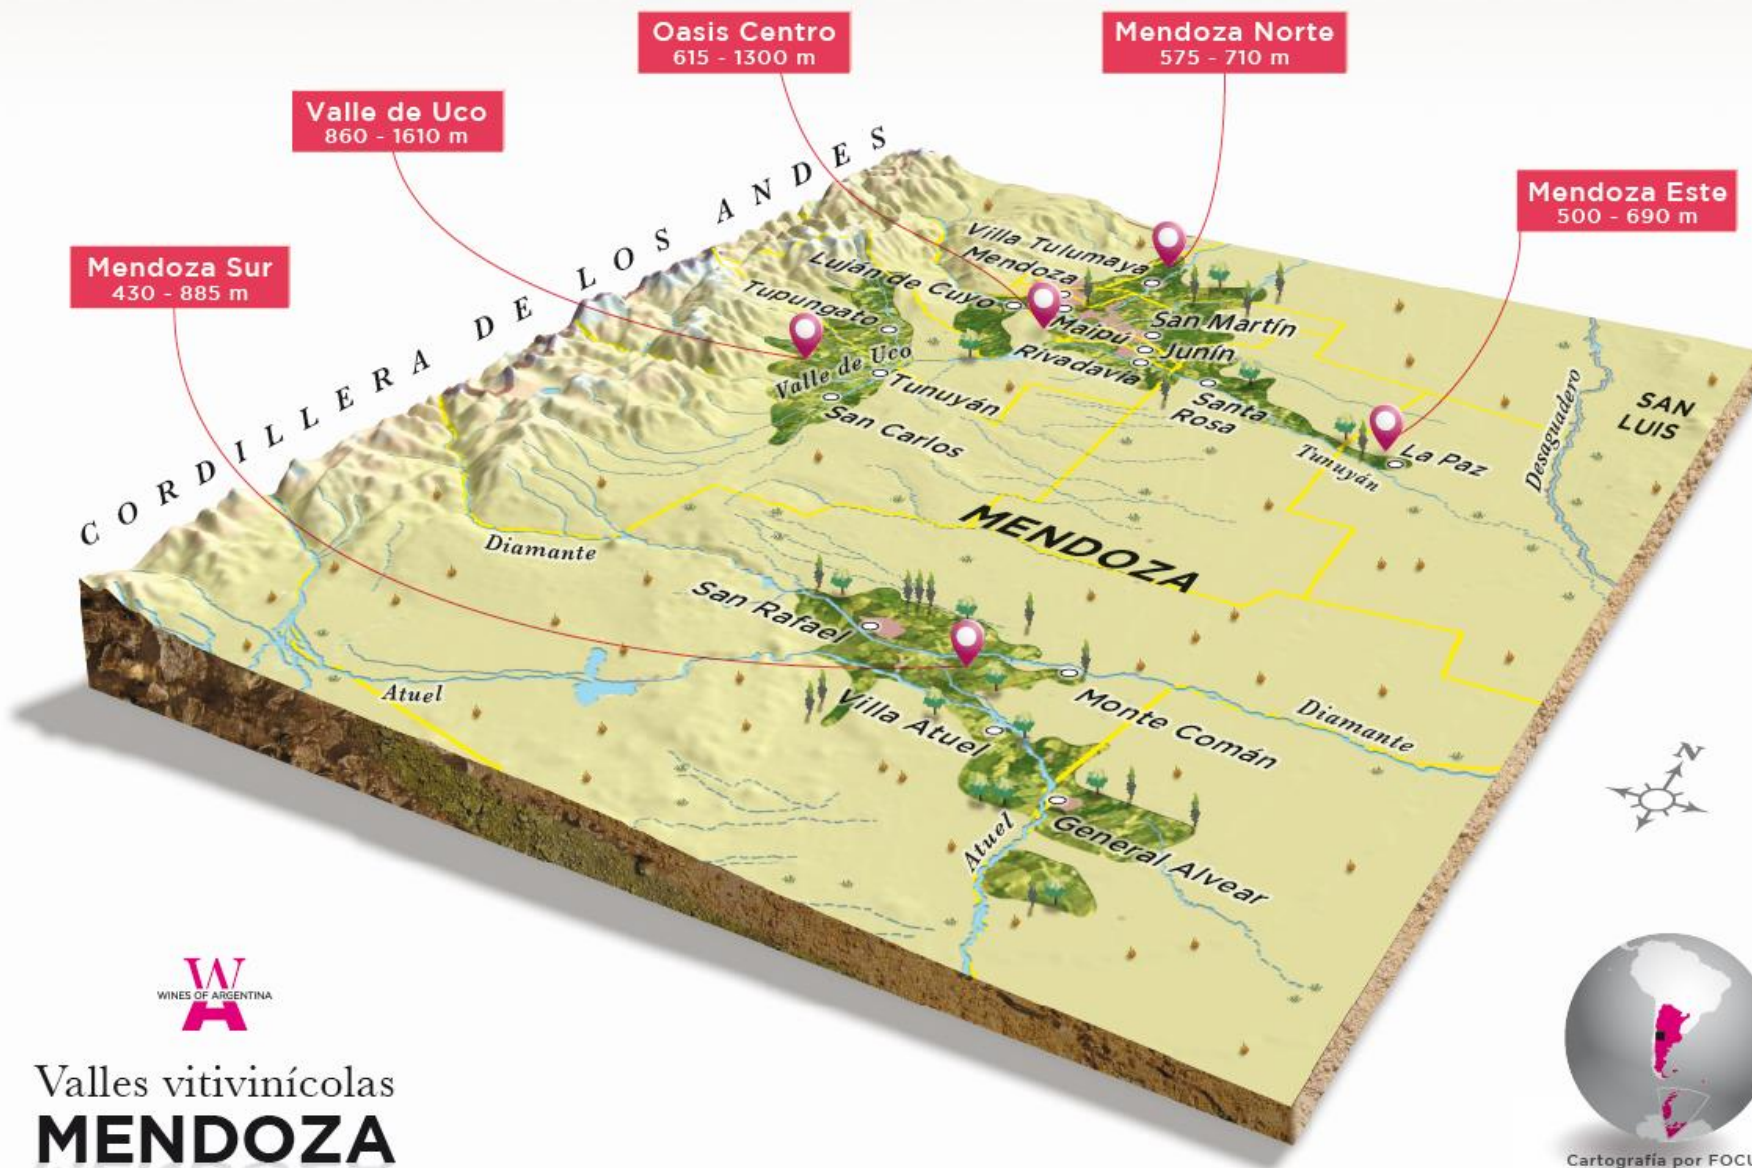 Oasis Centro
615 - 1300 m
Mendoza Norte
575 - 710 m
Valle de Uco
860 - 1610 m
Mendoza Este
500 - 690 m
Mendoza Sur
430 - 885 m
CORDILLERA DE LOS ANDES
Villa Tulumaya
Mendoza
Luján de Cuyo
Tupungato
Maipú
San Martín
Junín
Rivadavia
Valle de Uco
Tunuyán
San Carlos
Santa
Rosa
La Paz
Tunuyán
Desaguadero
SAN
LUIS
MENDOZA
Diamante
San Rafael
Atuel
Villa Atuel
Monte Comán
Diamante
Atuel
General Alvear
N
WA
WINES OF ARGENTINA
Valles vitivinícolas
MENDOZA
Cartografía por FOCU